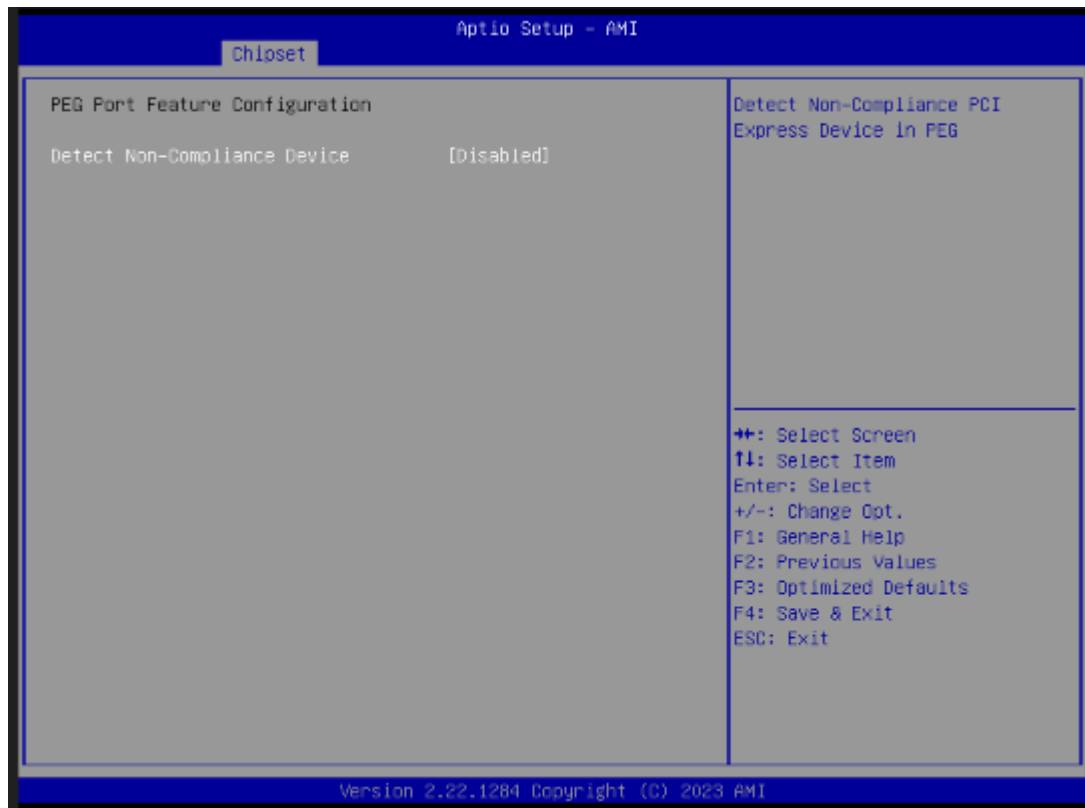 Aptio Setup - AMI
Chipset
PEG Port Feature Configuration
Detect Non-Compliance Device [Disabled]
Detect Non-Compliance PCI
Express Device in PEG
→←: Select Screen
↑↓: Select Item
Enter: Select
+/-: Change Opt.
F1: General Help
F2: Previous Values
F3: Optimized Defaults
F4: Save & Exit
ESC: Exit
Version 2.22.1284 Copyright (C) 2023 AMI